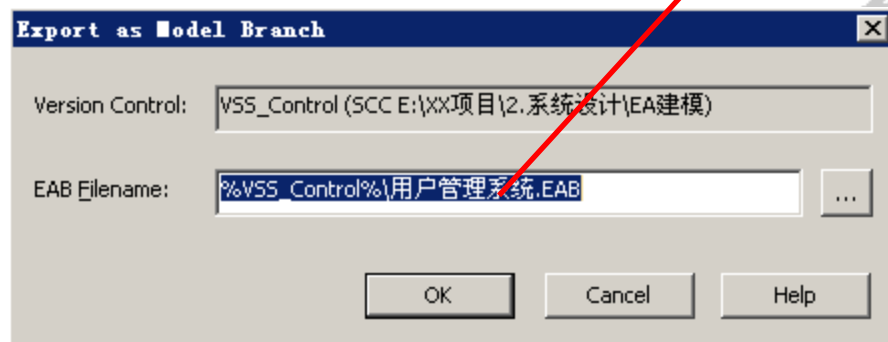 Export as Model Branch
Version Control: VSS_Control (SCC E:\XX项目\2.系统设计\EA建模)
EAB Filename: %VSS_Control%\用户管理系统.EAB ...
OK Cancel Help